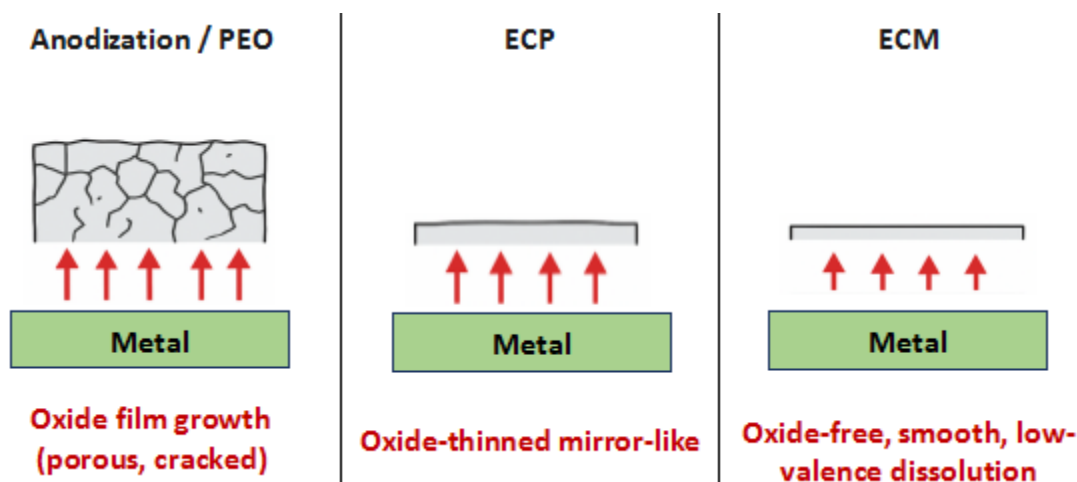 Anodization / PEO
Metal
Oxide film growth
(porous, cracked)
ECP
Metal
Oxide-thinned mirror-like
ECM
Metal
Oxide-free, smooth, low-
valence dissolution